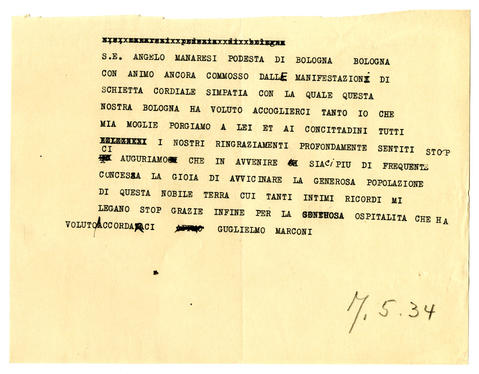 S.E. ANGELO MANARESI PODESTA DI BOLOGNA BOLOGNA
CON ANIMO ANCORA COMMOSSO DALLE MANIFESTAZIONI DI
SCHIETTA CORDIALE SIMPATIA CON LA QUALE QUESTA
NOSTRA BOLOGNA HA VOLUTO ACCOGLIERCI TANTO IO CHE
MIA MOGLIE PORGIAMO A LEI ET AI CONCITTADINI TUTTI
I NOSTRI RINGRAZIAMENTI PROFONDAMENTE SENTITI STOP
CI
AUGURIAMO CHE IN AVVENIRE SIACI PIU DI FREQUENTE
CONCESSA LA GIOIA DI AVVICINARE LA GENEROSA POPOLAZIONE
DI QUESTA NOBILE TERRA CUI TANTI INTIMI RICORDI MI
LEGANO STOP GRAZIE INFINE PER LA GENEROSA OSPITALITA CHE HA
VOLUTO ACCORDARCI GUGLIELMO MARCONI
7.5.34